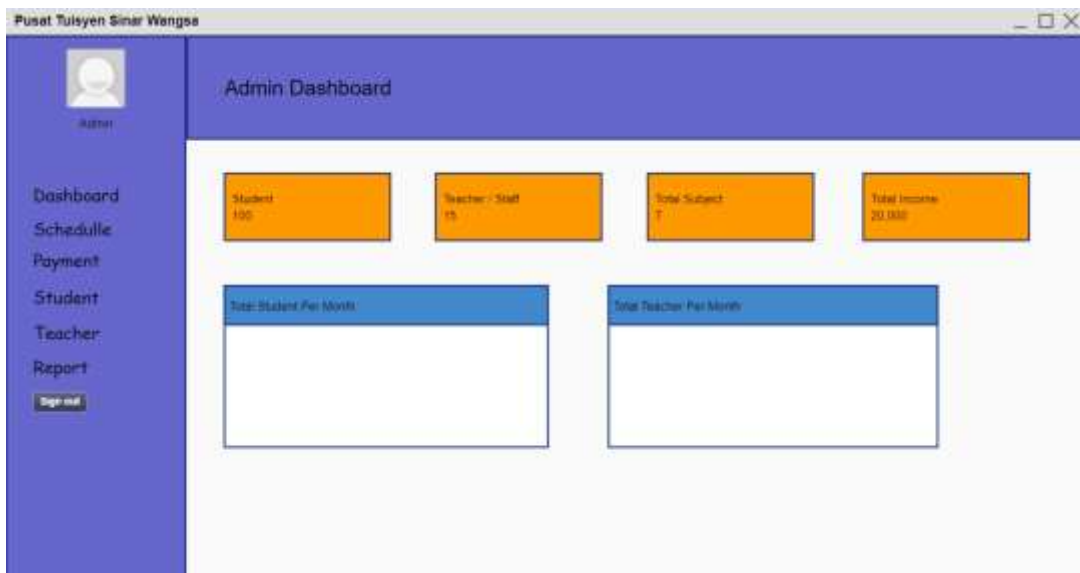 Pusat Tuisyen Sinar Wangsa
Admin
Admin Dashboard
Dashboard
Schedulle
Payment
Student
Teacher
Report
Sign out
Student
100
Teacher / Staff
15
Total Subject
7
Total Income
20,000
Total Student Per Month
Total Teacher Per Month